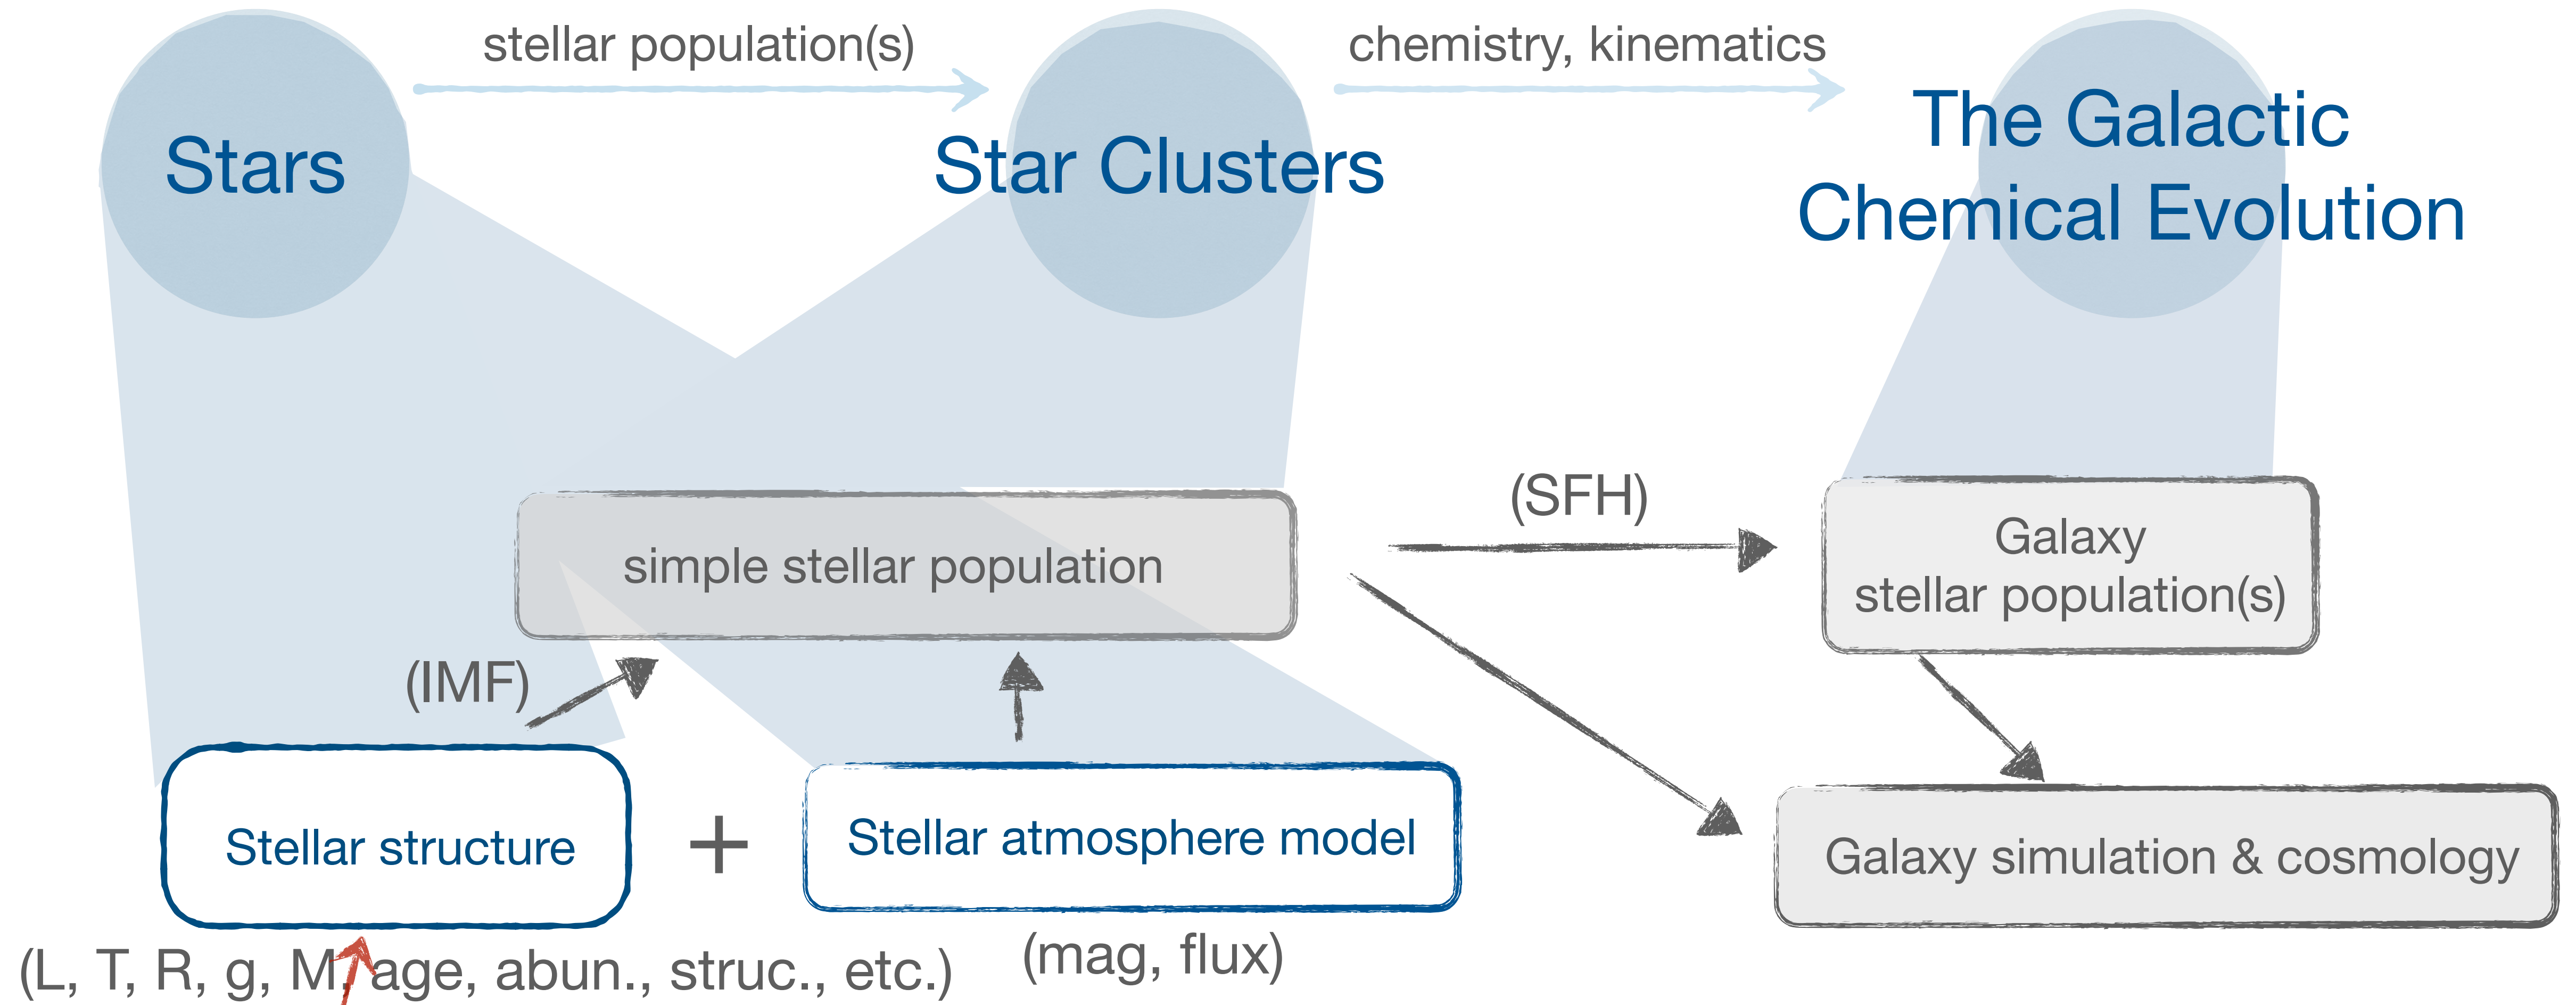 stellar population(s)
chemistry, kinematics
Stars
Star Clusters
The Galactic
Chemical Evolution
(SFH)
simple stellar population
Galaxy
stellar population(s)
(IMF)
Stellar structure
+
Stellar atmosphere model
Galaxy simulation & cosmology
(L, T, R, g, M, age, abun., struc., etc.)
(mag, flux)